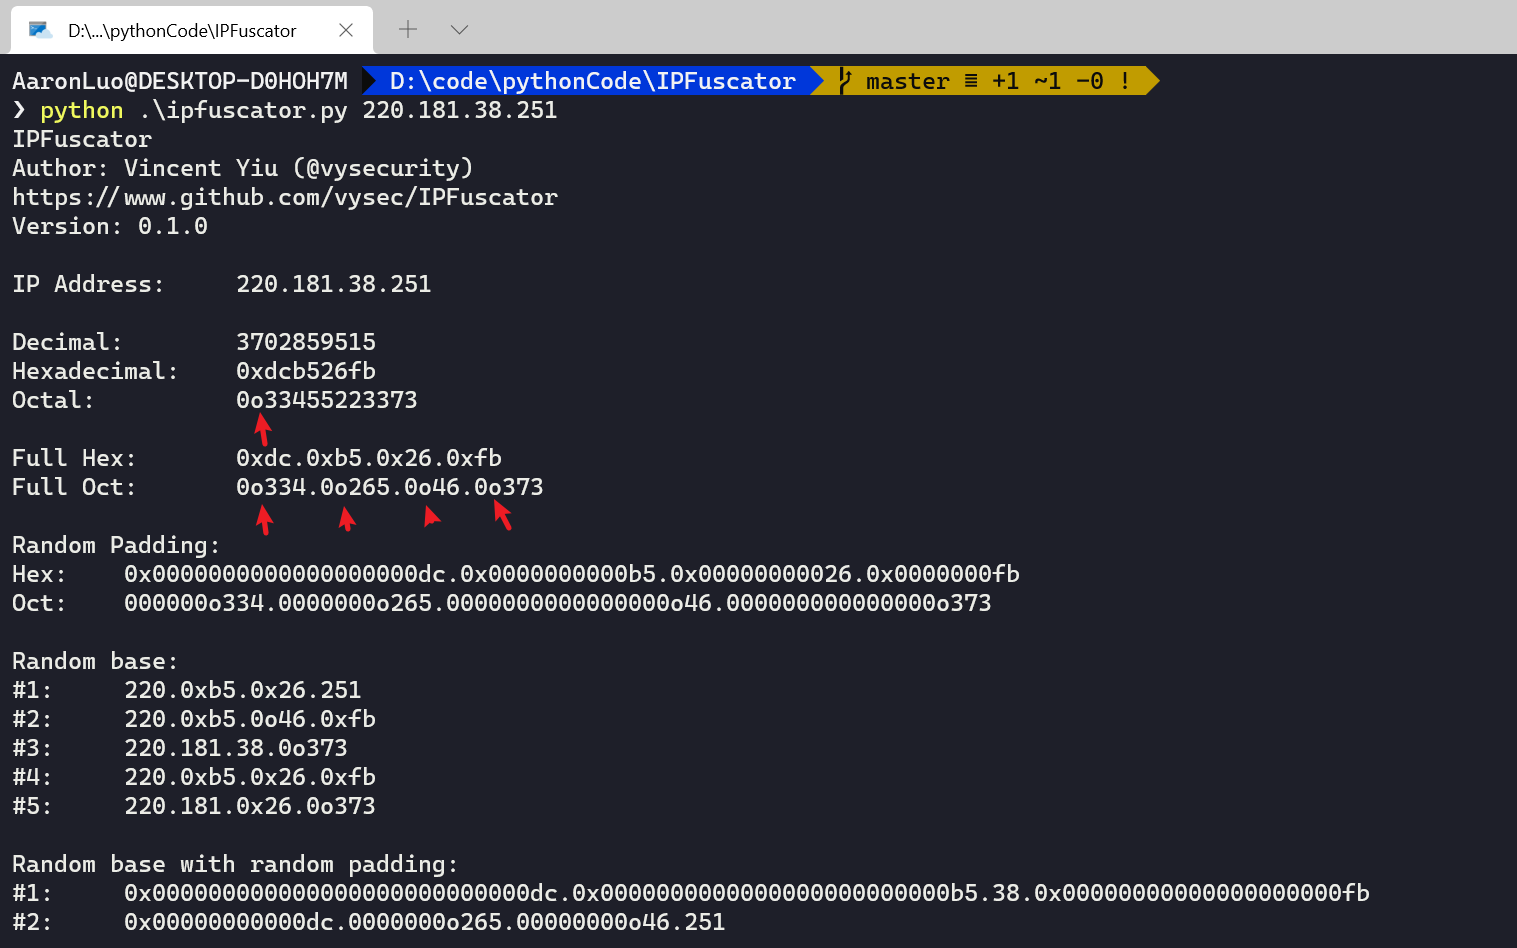 D:\...\pythonCode\IPFuscator
AaronLuo@DESKTOP-D0HOH7M D:\code\pythonCode\IPFuscator master ≡ +1 ~1 -0 !
❯ python .\ipfuscator.py 220.181.38.251
IPFuscator
Author: Vincent Yiu (@vysecurity)
https://www.github.com/vysec/IPFuscator
Version: 0.1.0
IP Address: 220.181.38.251
Decimal: 3702859515
Hexadecimal: 0xdcb526fb
Octal: 0o33455223373
Full Hex: 0xdc.0xb5.0x26.0xfb
Full Oct: 0o334.0o265.0o46.0o373
Random Padding:
Hex: 0x0000000000000000000dc.0x0000000000b5.0x00000000026.0x0000000fb
Oct: 000000o334.0000000o265.0000000000000000o46.000000000000000o373
Random base:
#1: 220.0xb5.0x26.251
#2: 220.0xb5.0o46.0xfb
#3: 220.181.38.0o373
#4: 220.0xb5.0x26.0xfb
#5: 220.181.0x26.0o373
Random base with random padding:
#1: 0x000000000000000000000000000dc.0x0000000000000000000000000b5.38.0x00000000000000000000fb
#2: 0x00000000000dc.0000000o265.00000000o46.251